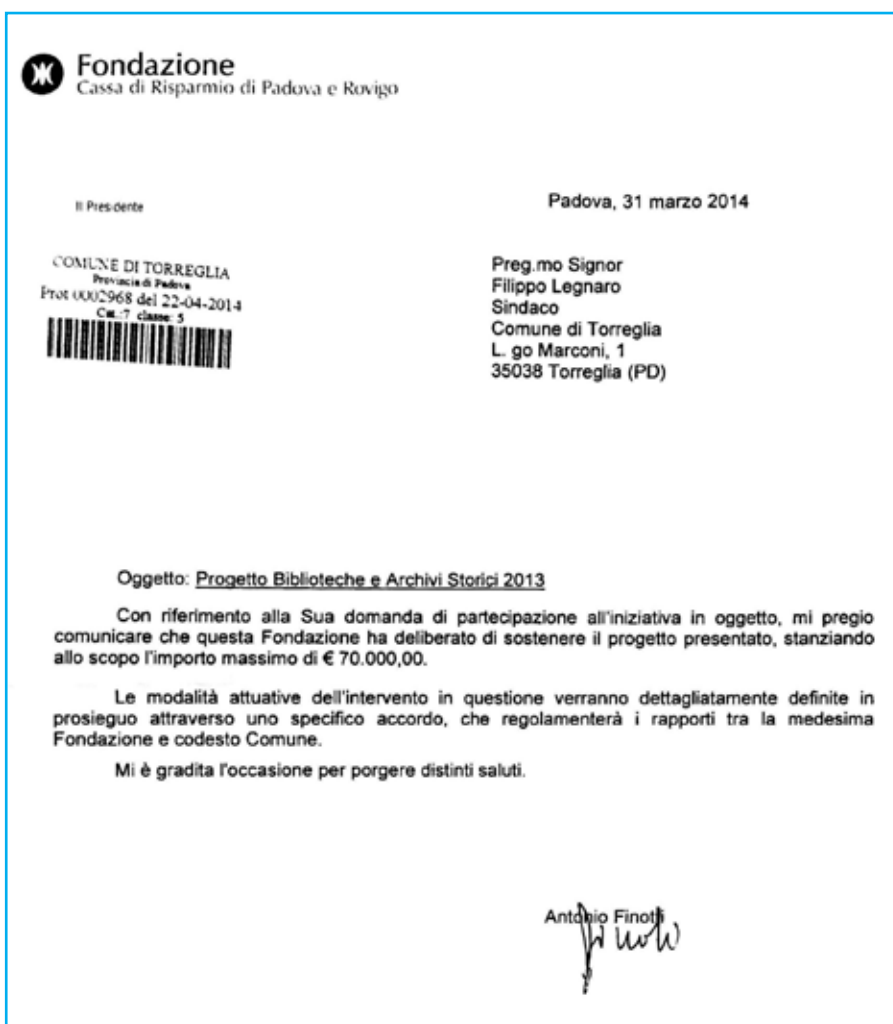 Fondazione
Cassa di Risparmio di Padova e Rovigo
Il Presidente
Padova, 31 marzo 2014
COMUNE DI TORREGLIA
Provincia di Padova
Prot 0002968 del 22-04-2014
Cat.:7 classe: 5
Preg.mo Signor
Filippo Legnaro
Sindaco
Comune di Torreglia
L. go Marconi, 1
35038 Torreglia (PD)
Oggetto: Progetto Biblioteche e Archivi Storici 2013
Con riferimento alla Sua domanda di partecipazione all'iniziativa in oggetto, mi pregio
comunicare che questa Fondazione ha deliberato di sostenere il progetto presentato, stanziando
allo scopo l'importo massimo di € 70.000,00.
Le modalità attuative dell'intervento in questione verranno dettagliatamente definite in
prosieguo attraverso uno specifico accordo, che regolamenterà i rapporti tra la medesima
Fondazione e codesto Comune.
Mi è gradita l'occasione per porgere distinti saluti.
Antonio Finotti
Finotti